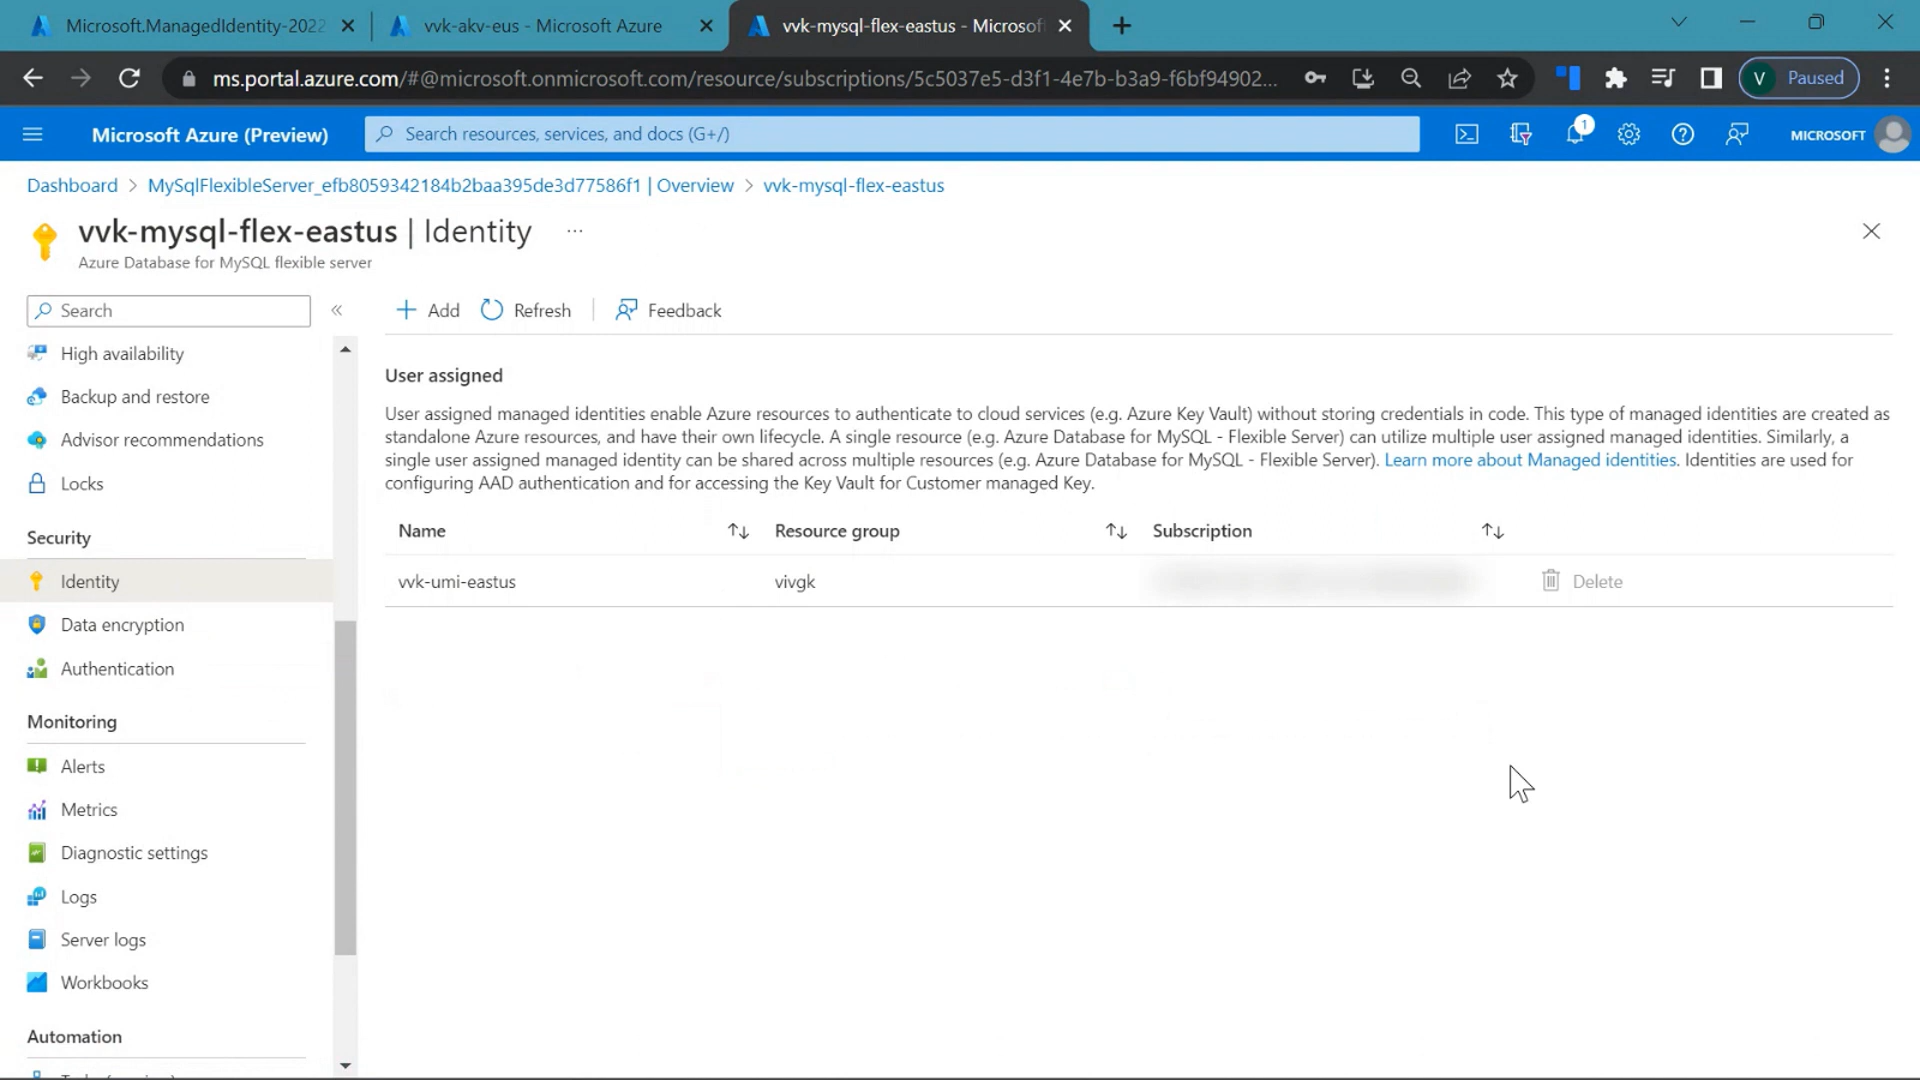 Microsoft.ManagedIdentity-2022
vvk-akv-eus - Microsoft Azure
vvk-mysql-flex-eastus - Microsof
ms.portal.azure.com/#@microsoft.onmicrosoft.com/resource/subscriptions/5c5037e5-d3f1-4e7b-b3a9-f6bf94902...
V Paused
Microsoft Azure (Preview)
Search resources, services, and docs (G+/)
1
MICROSOFT
Dashboard > MySqlFlexibleServer_efb8059342184b2baa395de3d77586f1 | Overview > vvk-mysql-flex-eastus
vvk-mysql-flex-eastus | Identity ...
Azure Database for MySQL flexible server
Search
«
High availability
Backup and restore
Advisor recommendations
Locks
Security
Identity
Data encryption
Authentication
Monitoring
Alerts
Metrics
Diagnostic settings
Logs
Server logs
Workbooks
Automation
+ Add Refresh | Feedback
User assigned
User assigned managed identities enable Azure resources to authenticate to cloud services (e.g. Azure Key Vault) without storing credentials in code. This type of managed identities are created as
standalone Azure resources, and have their own lifecycle. A single resource (e.g. Azure Database for MySQL - Flexible Server) can utilize multiple user assigned managed identities. Similarly, a
single user assigned managed identity can be shared across multiple resources (e.g. Azure Database for MySQL - Flexible Server). Learn more about Managed identities. Identities are used for
configuring AAD authentication and for accessing the Key Vault for Customer managed Key.
Name Resource group Subscription
vvk-umi-eastus vivgk Delete